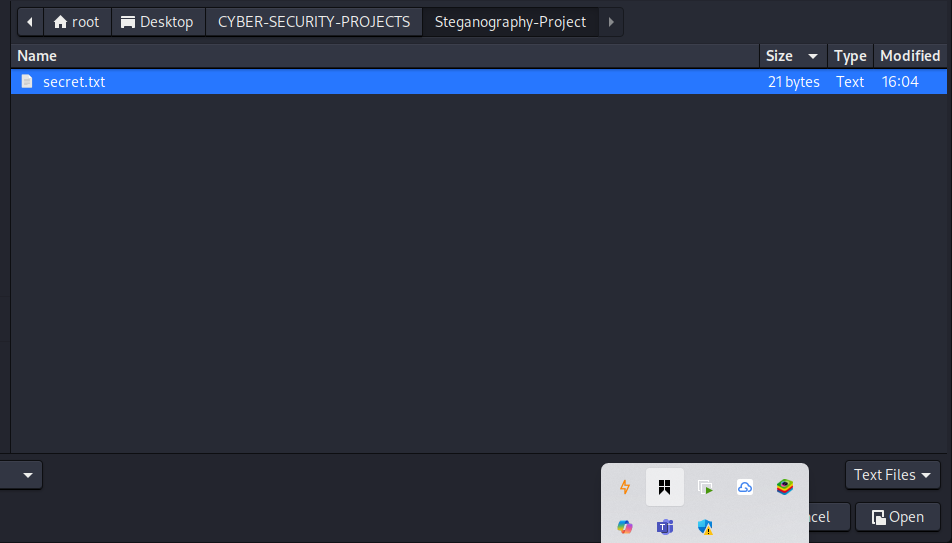 root Desktop CYBER-SECURITY-PROJECTS Steganography-Project
Name Size Type Modified
secret.txt 21 bytes Text 16:04
Text Files
Open